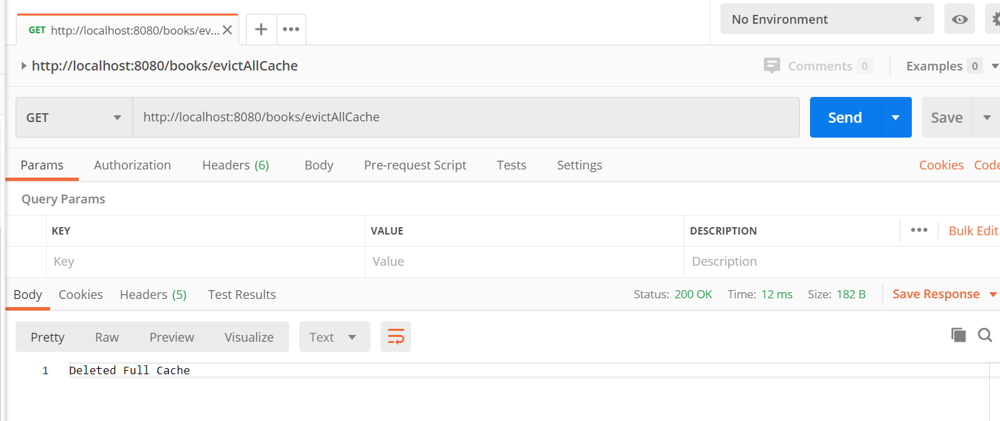 GET http://localhost:8080/books/ev...
No Environment
http://localhost:8080/books/evictAllCache
Comments 0
Examples 0
GET http://localhost:8080/books/evictAllCache
Send
Save
Params Authorization Headers (6) Body Pre-request Script Tests Settings Cookies Code
Query Params
KEY VALUE DESCRIPTION Bulk Edit
Key Value Description
Body Cookies Headers (5) Test Results Status: 200 OK Time: 12 ms Size: 182 B Save Response
Pretty Raw Preview Visualize Text
1 Deleted Full Cache